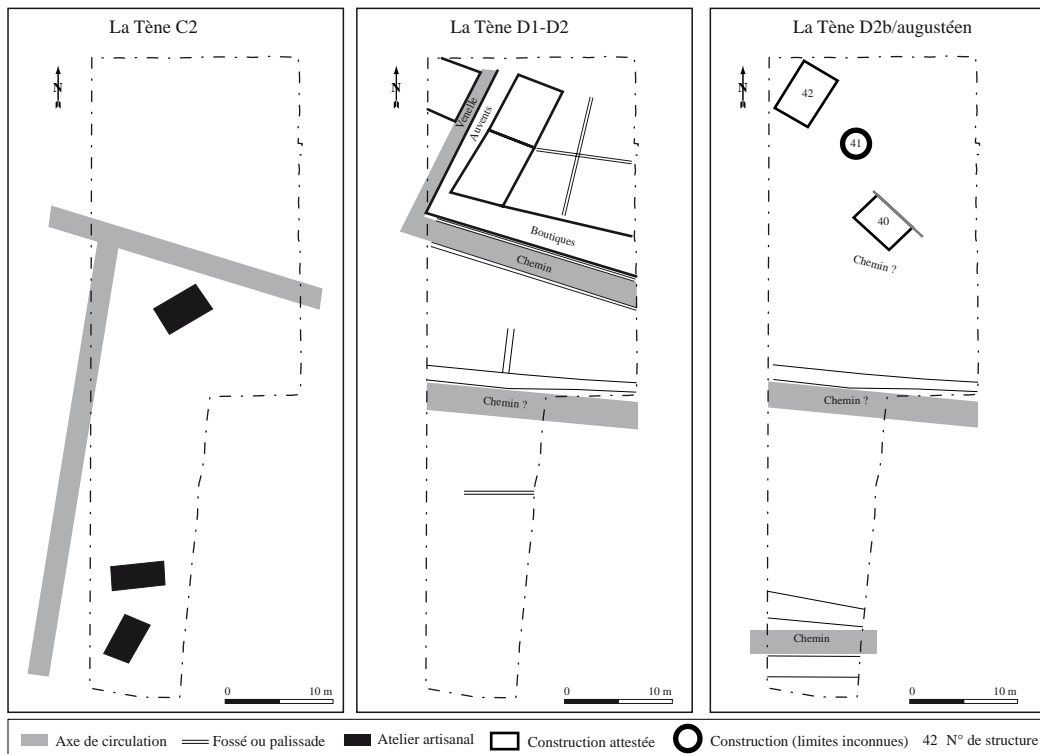 La Tène C2
N
0 10 m
La Tène D1-D2
N
Venelle
Auvents
Boutiques
Chemin
Chemin ?
0 10 m
La Tène D2b/augustéen
N
42
41
40
Chemin ?
Chemin ?
Chemin
0 10 m
Axe de circulation
Fossé ou palissade
Atelier artisanal
Construction attestée
Construction (limites inconnues)
42 N° de structure